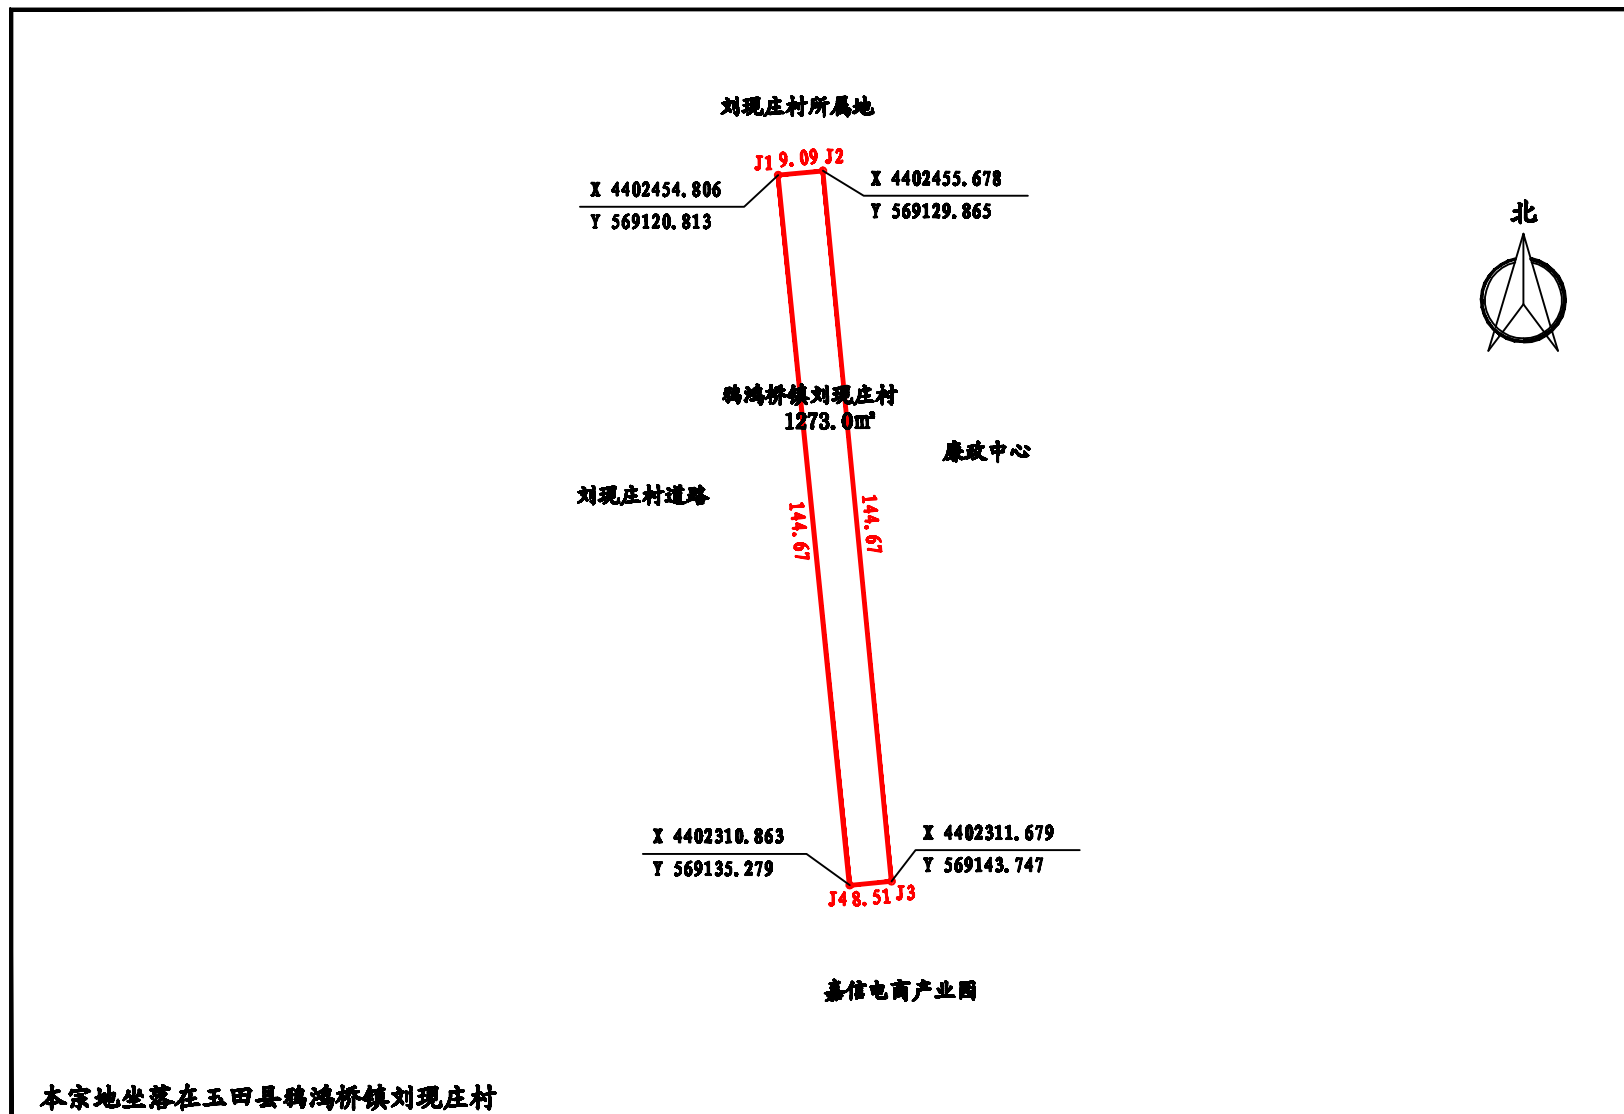 刘现庄村所属地
J1 9.09 J2
X 4402454.806
Y 569120.813
X 4402455.678
Y 569129.865
北
鸦鸿桥镇刘现庄村
1273.0㎡
廉政中心
刘现庄村道路
144.67
144.67
X 4402310.863
Y 569135.279
X 4402311.679
Y 569143.747
J4 8.51 J3
嘉信电商产业园
本宗地坐落在玉田县鸦鸿桥镇刘现庄村